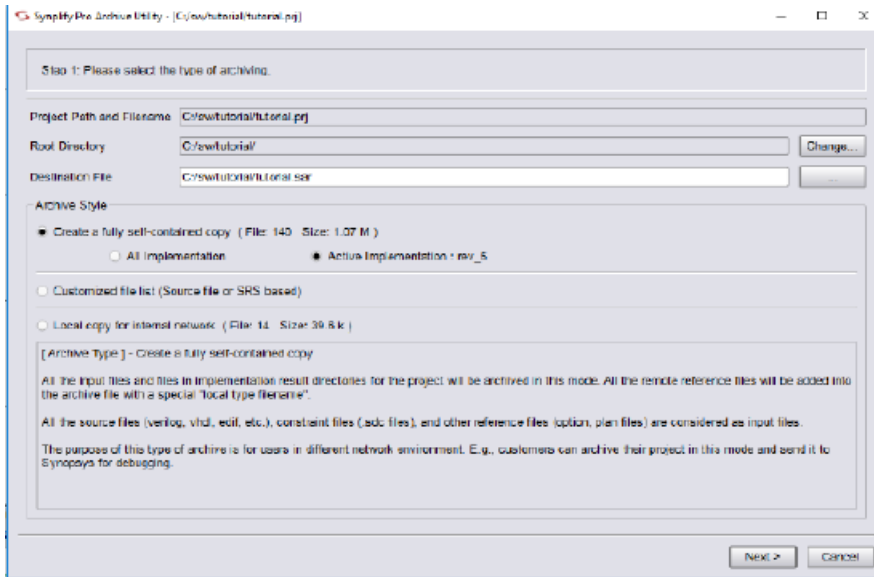 Synplify Pro Archive Utility - [C:/sw/tutorial/tutorial.prj]
Step 1: Please select the type of archiving.
Project Path and Filename C:/sw/tutorial/tutorial.prj
Root Directory C:/sw/tutorial/ Change...
Destination File C:/sw/tutorial/tutorial.sar ...
Archive Style
Create a fully self-contained copy ( File: 140 Size: 1.07 M )
All Implementation Active Implementation : rev_5
Customized file list (Source file or SRS based)
Local copy for internal network ( File: 14 Size: 39.6 k )
[ Archive Type ] - Create a fully self-contained copy
All the input files and files in implementation result directories for the project will be archived in this mode. All the remote reference files will be added into
the archive file with a special "local type filename".
All the source files (verilog, vhdl, edif, etc.), constraint files (.sdc files), and other reference files (option, plan files) are considered as input files.
The purpose of this type of archive is for users in different network environment. E.g., customers can archive their project in this mode and send it to
Synopsys for debugging.
Next > Cancel